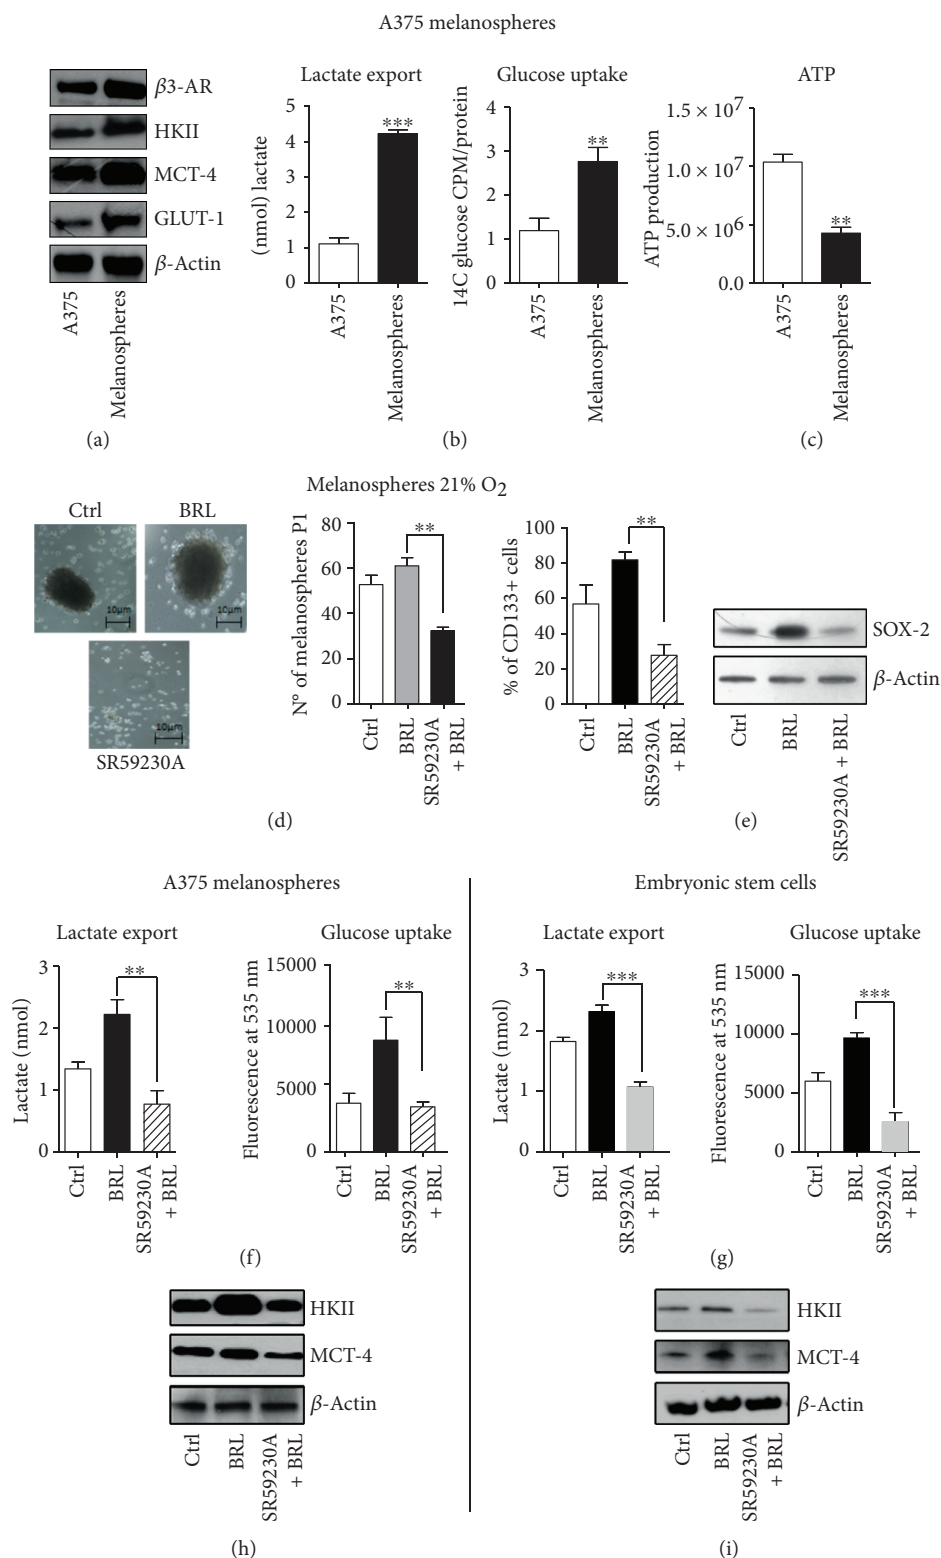 A375 melanospheres
β3-AR
HKII
MCT-4
GLUT-1
β-Actin
A375
Melanospheres
(a)
Lactate export
(nmol) lactate
5
4
3
2
1
0
***
A375
Melanospheres
Glucose uptake
14C glucose CPM/protein
4
3
2
1
0
**
A375
Melanospheres
(b)
ATP
ATP production
1.5 × 10⁷
1.0 × 10⁷
5.0 × 10⁶
0.0
**
A375
Melanospheres
(c)
Melanospheres 21% O₂
Ctrl
BRL
10µm
10µm
10µm
SR59230A
N° of melanospheres P1
80
60
40
20
0
**
Ctrl
BRL
SR59230A
+ BRL
(d)
% of CD133+ cells
100
80
60
40
20
0
**
Ctrl
BRL
SR59230A
+ BRL
SOX-2
β-Actin
Ctrl
BRL
SR59230A + BRL
(e)
A375 melanospheres
Lactate export
Lactate (nmol)
3
2
1
0
**
Ctrl
BRL
SR59230A
+ BRL
Glucose uptake
Fluorescence at 535 nm
15000
10000
5000
0
**
Ctrl
BRL
SR59230A
+ BRL
(f)
Embryonic stem cells
Lactate export
Lactate (nmol)
3
2
1
0
***
Ctrl
BRL
SR59230A
+ BRL
Glucose uptake
Fluorescence at 535 nm
15000
10000
5000
0
***
Ctrl
BRL
SR59230A
+ BRL
(g)
HKII
MCT-4
β-Actin
Ctrl
BRL
SR59230A
+ BRL
(h)
HKII
MCT-4
β-Actin
Ctrl
BRL
SR59230A
+ BRL
(i)